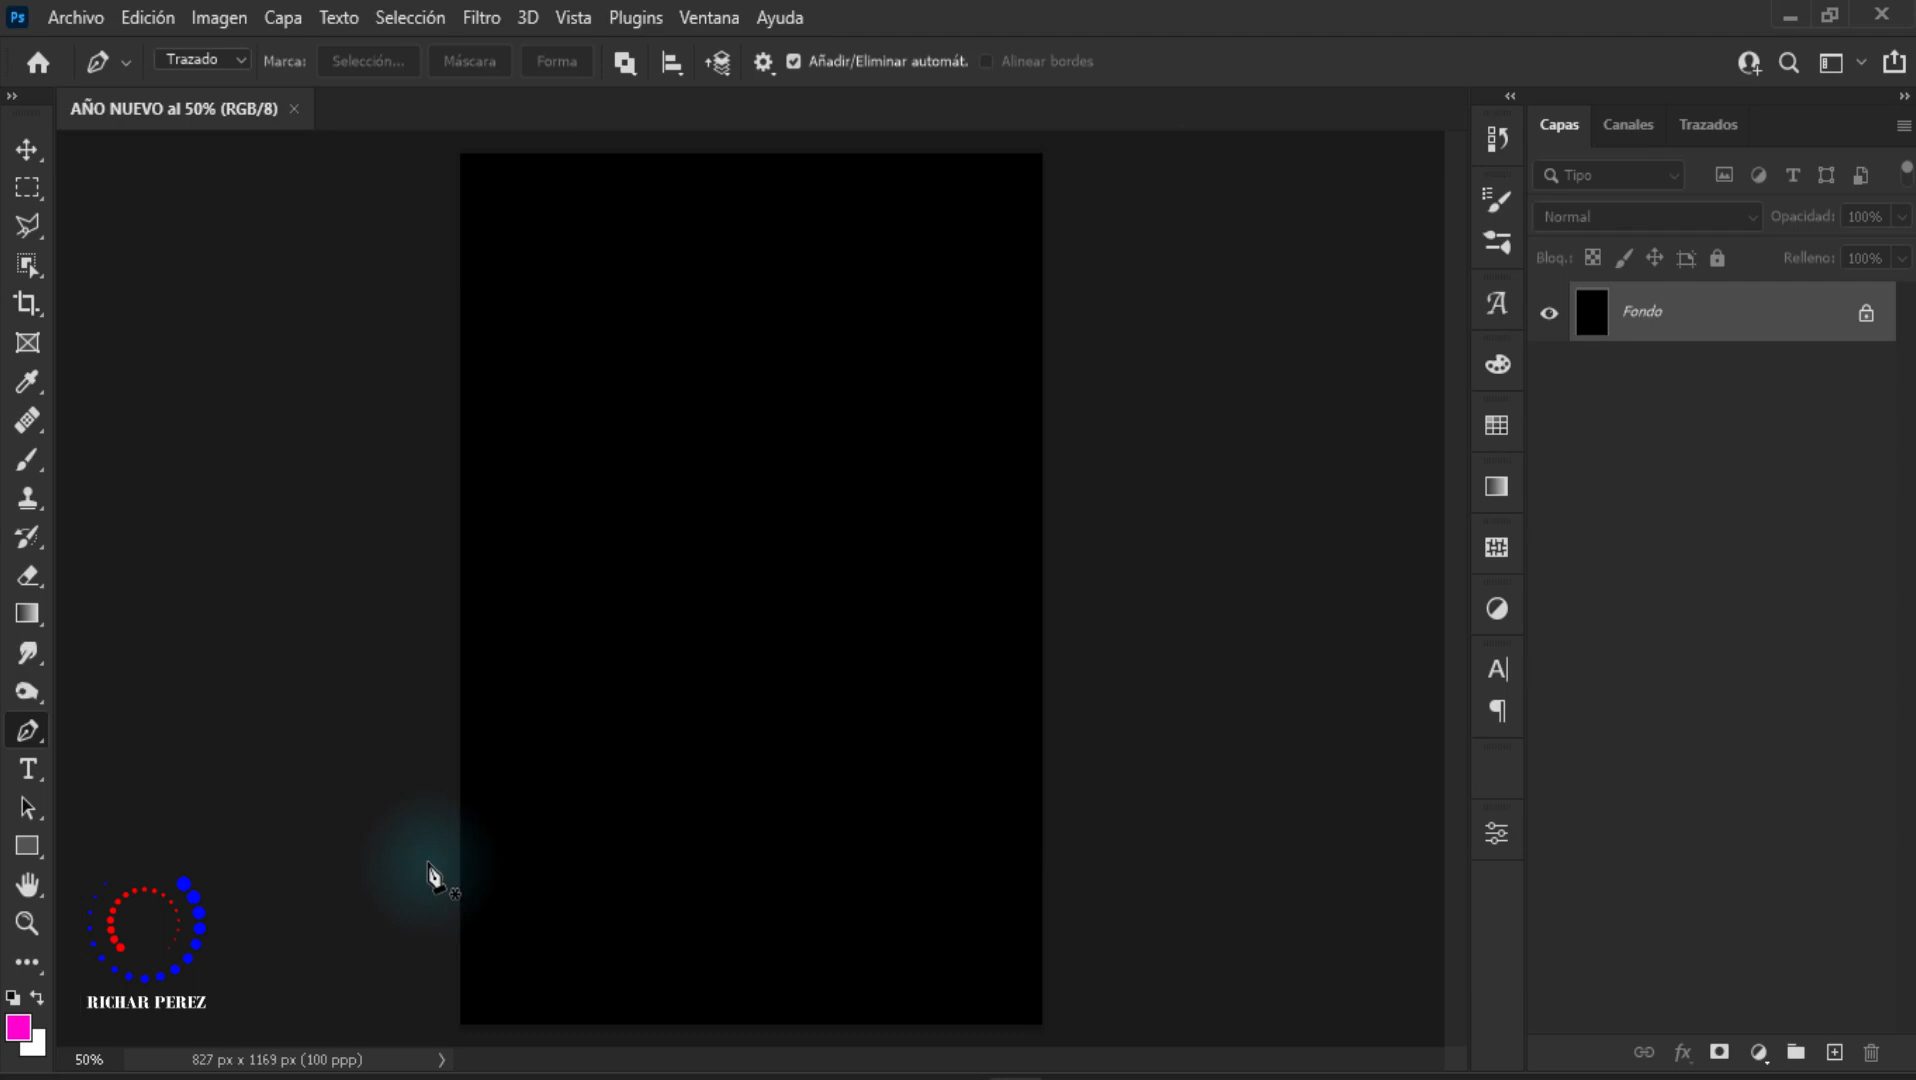 Ps Archivo Edición Imagen Capa Texto Selección Filtro 3D Vista Plugins Ventana Ayuda
Trazado Marca: Selección... Máscara Forma Añadir/Eliminar automát. Alinear bordes
AÑO NUEVO al 50% (RGB/8)
Capas Canales Trazados
Tipo
Normal Opacidad: 100%
Bloq.: Relleno: 100%
Fondo
RICHAR PEREZ
50% 827 px x 1169 px (100 ppp)